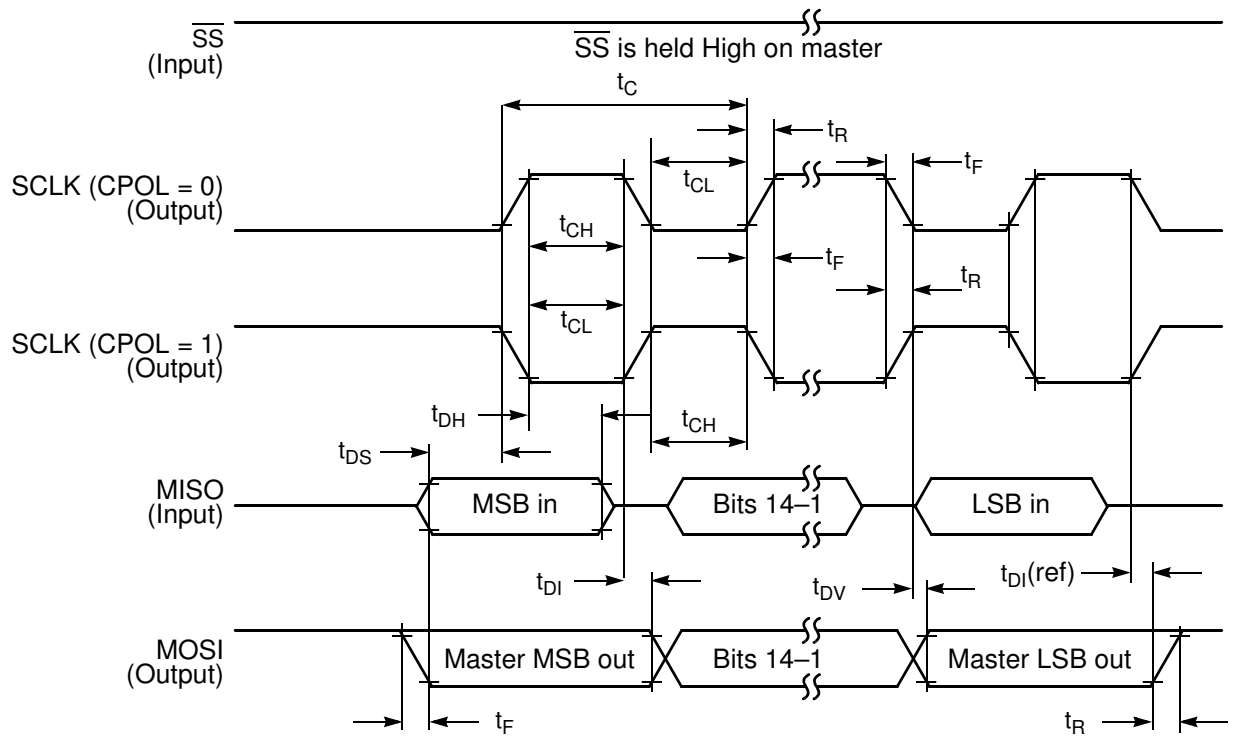 SS
(Input)
SS is held High on master
tC
tR
tF
SCLK (CPOL = 0)
(Output)
tCL
tCH
tF
tR
tCL
SCLK (CPOL = 1)
(Output)
tDH
tCH
tDS
MISO
(Input)
MSB in
Bits 14–1
LSB in
tDI
tDV
tDI(ref)
MOSI
(Output)
Master MSB out
Bits 14–1
Master LSB out
tF
tR